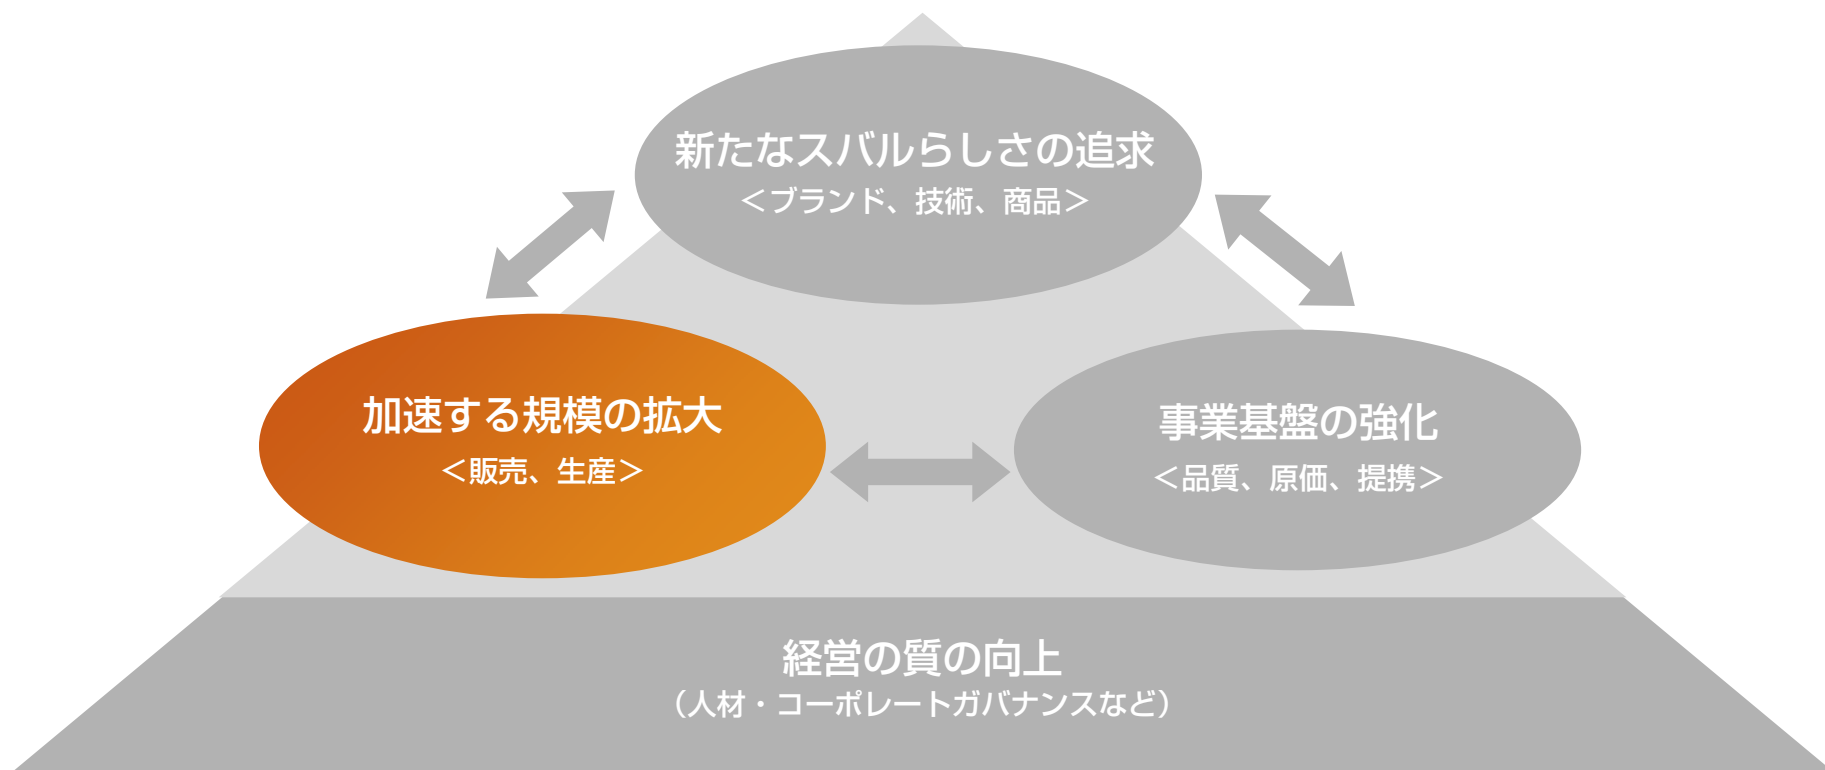 新たなスバルらしさの追求
＜ブランド、技術、商品＞
加速する規模の拡大
＜販売、生産＞
事業基盤の強化
＜品質、原価、提携＞
経営の質の向上
（人材・コーポレートガバナンスなど）